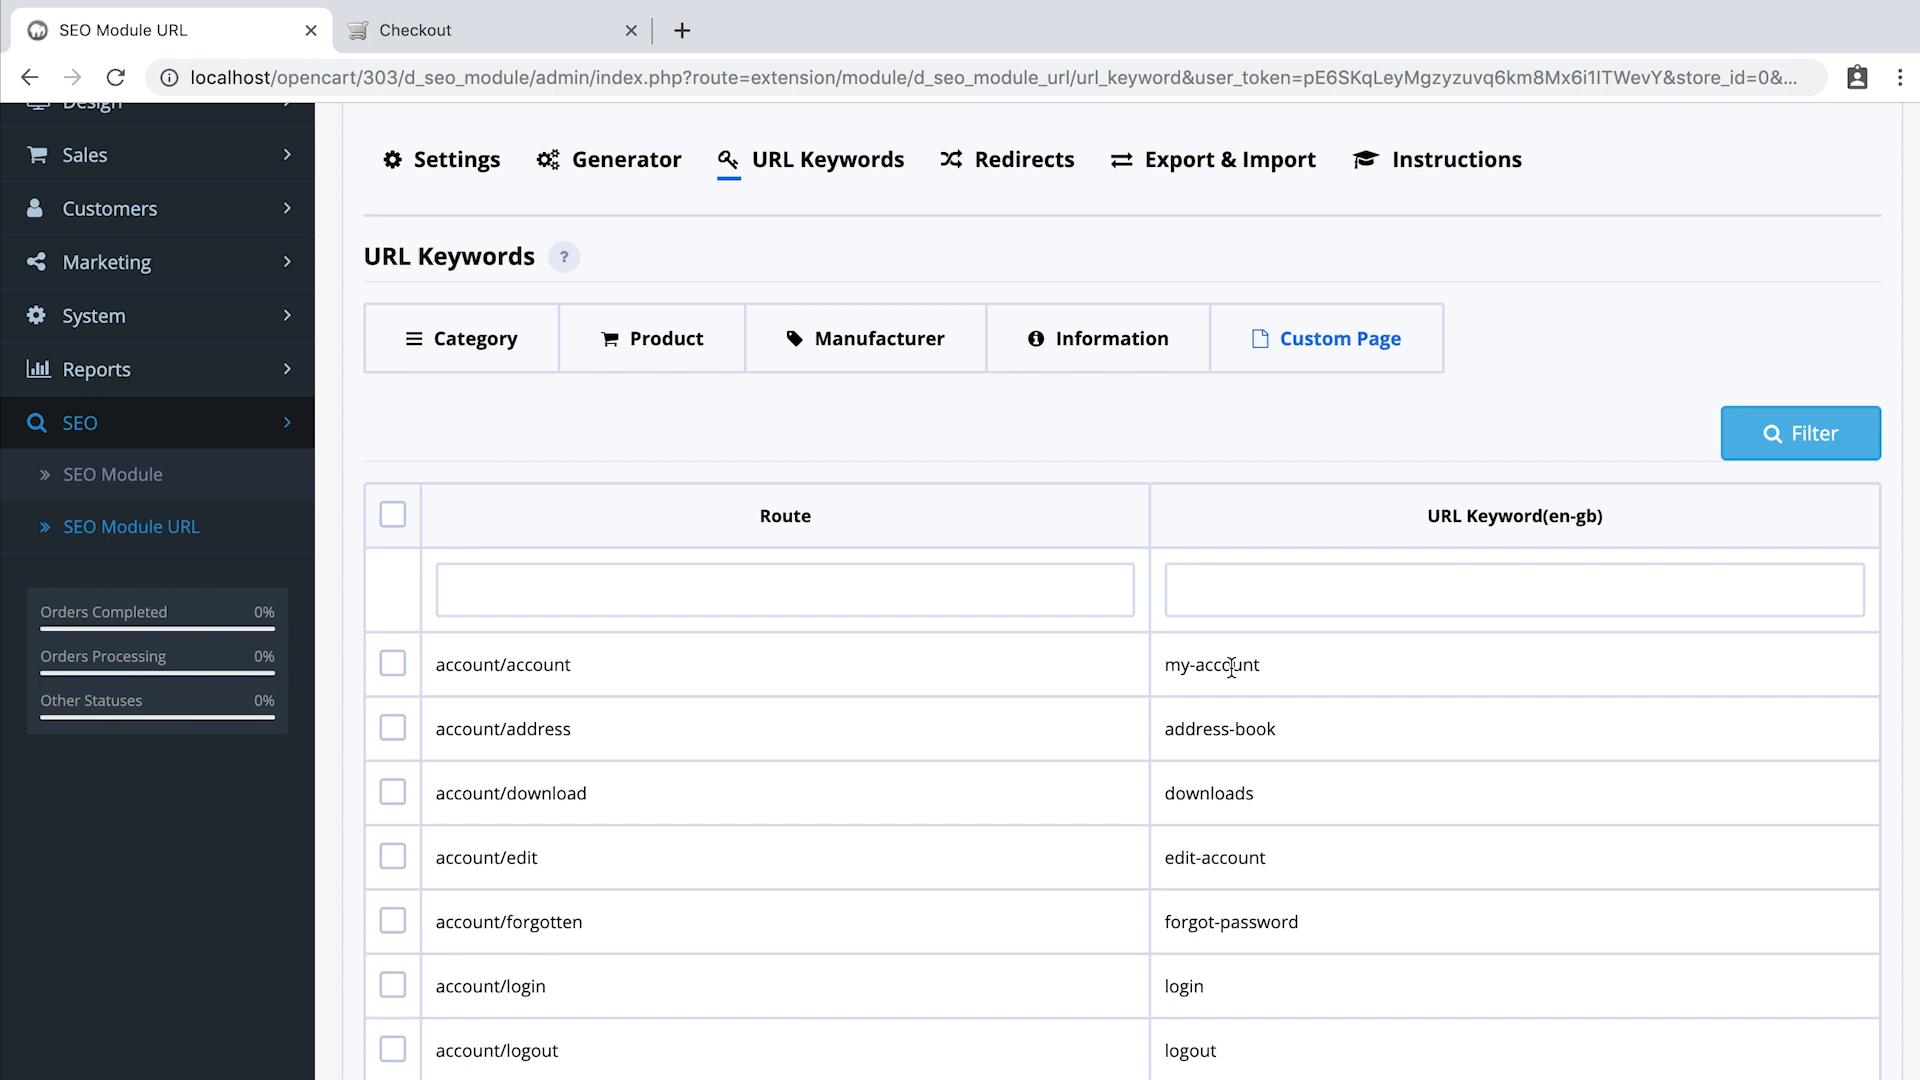 SEO Module URL
Checkout
localhost/opencart/303/d_seo_module/admin/index.php?route=extension/module/d_seo_module_url/url_keyword&user_token=pE6SKqLeyMgzyzuvq6km8Mx6i1ITWevY&store_id=0&...
Design
Sales
Customers
Marketing
System
Reports
SEO
SEO Module
SEO Module URL
Orders Completed 0%
Orders Processing 0%
Other Statuses 0%
Settings Generator URL Keywords Redirects Export & Import Instructions
URL Keywords ?
Category Product Manufacturer Information Custom Page
Filter
Route URL Keyword(en-gb)
account/account my-account
account/address address-book
account/download downloads
account/edit edit-account
account/forgotten forgot-password
account/login login
account/logout logout